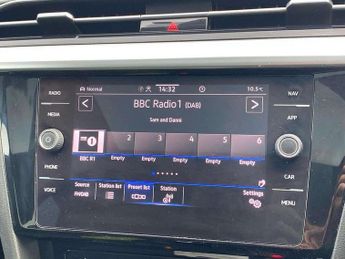 Normal 14:32 10.5°C
RADIO
NAV
MEDIA
APP
PHONE
CAR
VOICE
MENU
BBC Radio1 (DAB)
Sam and Danni
1 2 3 4 5 6
BBC R1 Empty Empty Empty Empty Empty
Source Station list Preset list Station Settings